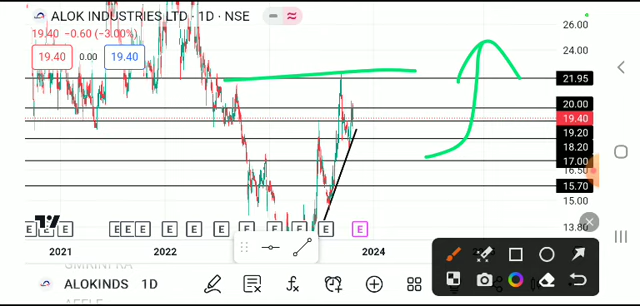 ALOK INDUSTRIES LTD · 1D · NSE
19.40 −0.60 (−3.00%)
19.40 0.00 19.40
26.00
24.00
21.95
20.00
19.40
19.20
18.20
17.00
16.50
15.70
15.00
13.80
E E E E E E E E E E E E E
2021 2022 2024
ALOKINDS 1D